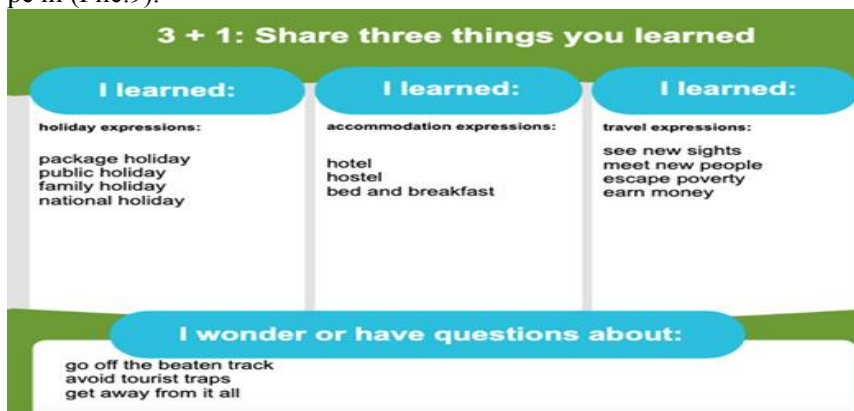 3 + 1: Share three things you learned
I learned:
holiday expressions:
package holiday
public holiday
family holiday
national holiday
I learned:
accommodation expressions:
hotel
hostel
bed and breakfast
I learned:
travel expressions:
see new sights
meet new people
escape poverty
earn money
I wonder or have questions about:
go off the beaten track
avoid tourist traps
get away from it all